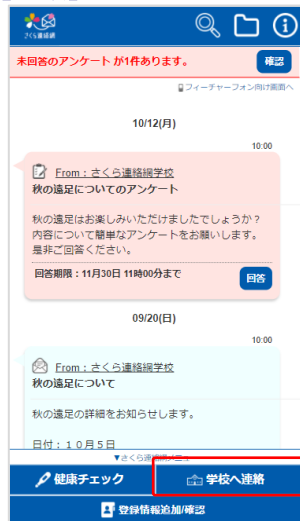 さくら連絡網
未回答のアンケート が1件あります。
確認
フィーチャーフォン向け画面へ
10/12(月)
10:00
From：さくら連絡網学校
秋の遠足についてのアンケート
秋の遠足はお楽しみいただけましたでしょうか？
内容について簡単なアンケートをお願いします。
是非ご回答ください。
回答期限：11月30日 11時00分まで
回答
09/20(日)
10:00
From：さくら連絡網学校
秋の遠足について
秋の遠足の詳細をお知らせします。
日付：１０月５日
▼さくら連絡網メニュー
健康チェック
学校へ連絡
登録情報追加/確認